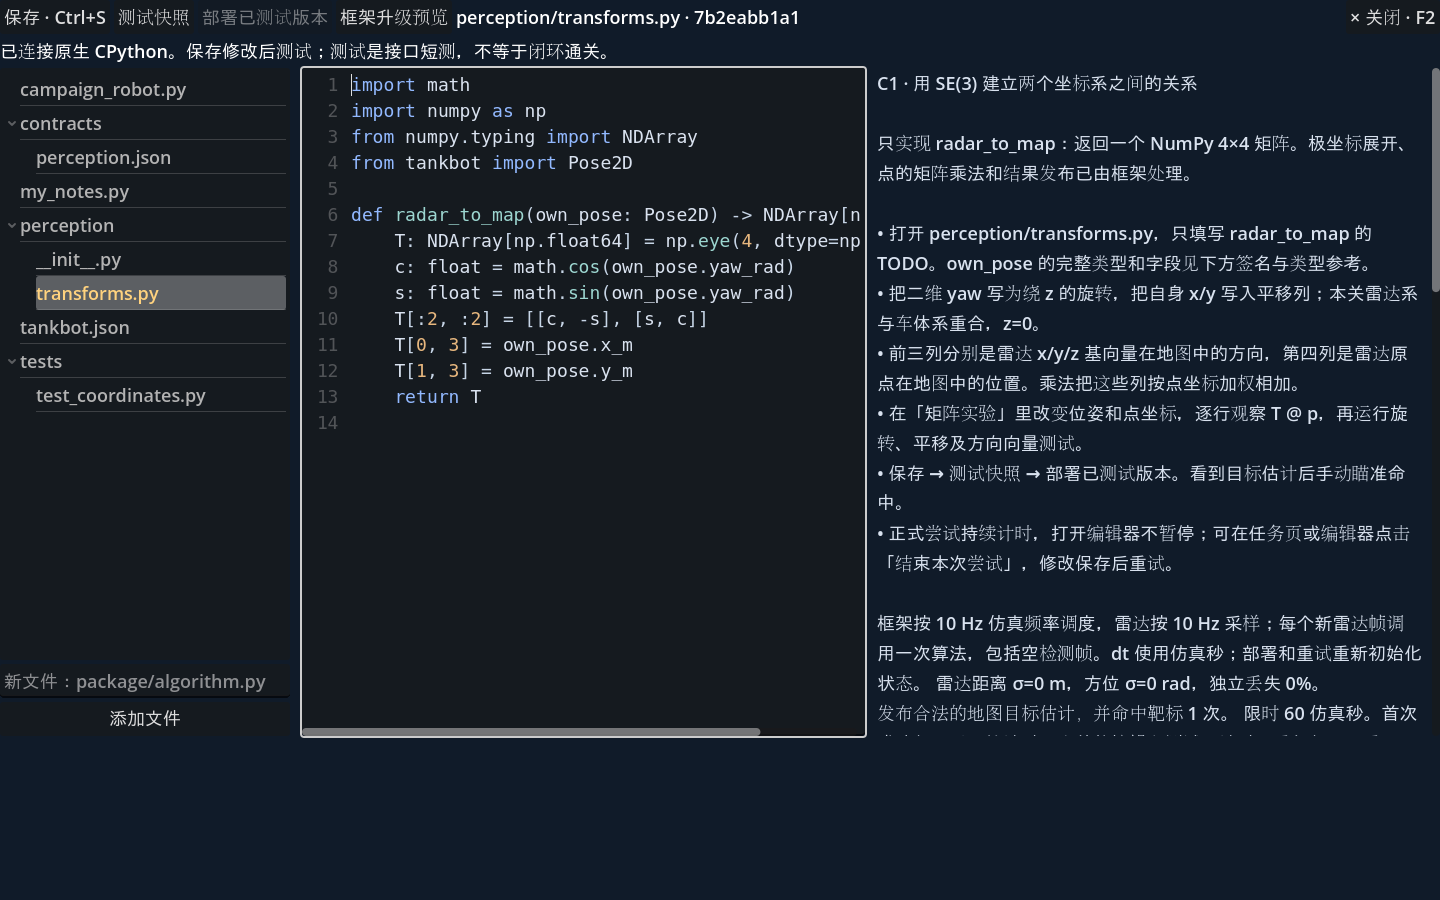 保存 · Ctrl+S 测试快照 部署已测试版本 框架升级预览 perception/transforms.py · 7b2eabb1a1 × 关闭 · F2
已连接原生 CPython。保存修改后测试；测试是接口短测，不等于闭环通关。
campaign_robot.py
contracts
perception.json
my_notes.py
perception
__init__.py
transforms.py
tankbot.json
tests
test_coordinates.py
新文件：package/algorithm.py
添加文件
1 import math
2 import numpy as np
3 from numpy.typing import NDArray
4 from tankbot import Pose2D
5
6 def radar_to_map(own_pose: Pose2D) -> NDArray[n
7     T: NDArray[np.float64] = np.eye(4, dtype=np
8     c: float = math.cos(own_pose.yaw_rad)
9     s: float = math.sin(own_pose.yaw_rad)
10     T[:2, :2] = [[c, -s], [s, c]]
11     T[0, 3] = own_pose.x_m
12     T[1, 3] = own_pose.y_m
13     return T
14
C1 · 用 SE(3) 建立两个坐标系之间的关系
只实现 radar_to_map：返回一个 NumPy 4×4 矩阵。极坐标展开、
点的矩阵乘法和结果发布已由框架处理。
• 打开 perception/transforms.py，只填写 radar_to_map 的
TODO。own_pose 的完整类型和字段见下方签名与类型参考。
• 把二维 yaw 写为绕 z 的旋转，把自身 x/y 写入平移列；本关雷达系
与车体系重合，z=0。
• 前三列分别是雷达 x/y/z 基向量在地图中的方向，第四列是雷达原
点在地图中的位置。乘法把这些列按点坐标加权相加。
• 在「矩阵实验」里改变位姿和点坐标，逐行观察 T @ p，再运行旋
转、平移及方向向量测试。
• 保存 → 测试快照 → 部署已测试版本。看到目标估计后手动瞄准命
中。
• 正式尝试持续计时，打开编辑器不暂停；可在任务页或编辑器点击
「结束本次尝试」，修改保存后重试。
框架按 10 Hz 仿真频率调度，雷达按 10 Hz 采样；每个新雷达帧调
用一次算法，包括空检测帧。dt 使用仿真秒；部署和重试重新初始化
状态。 雷达距离 σ=0 m，方位 σ=0 rad，独立丢失 0%。
发布合法的地图目标估计，并命中靶标 1 次。 限时 60 仿真秒。首次